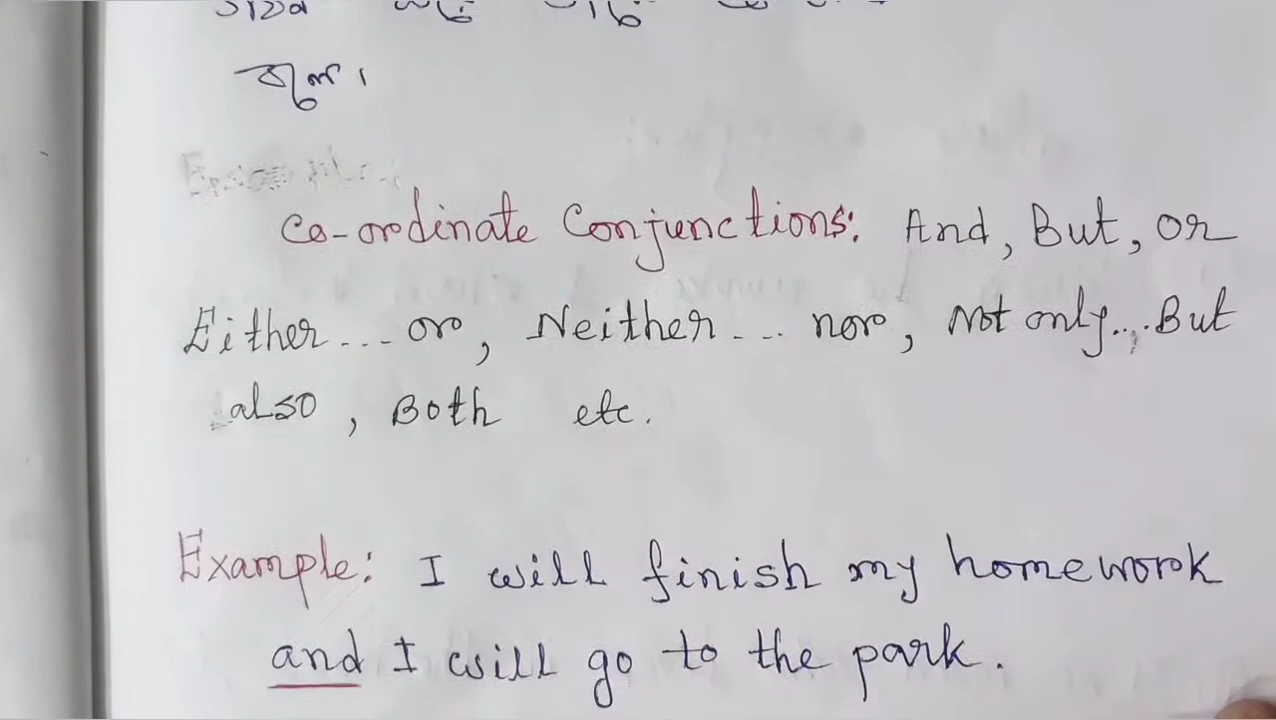 বলে।
Co-ordinate Conjunctions: And, But, or
Either... or, Neither... nor, Not only... But
also, Both etc.
Example: I will finish my homework
and I will go to the park.